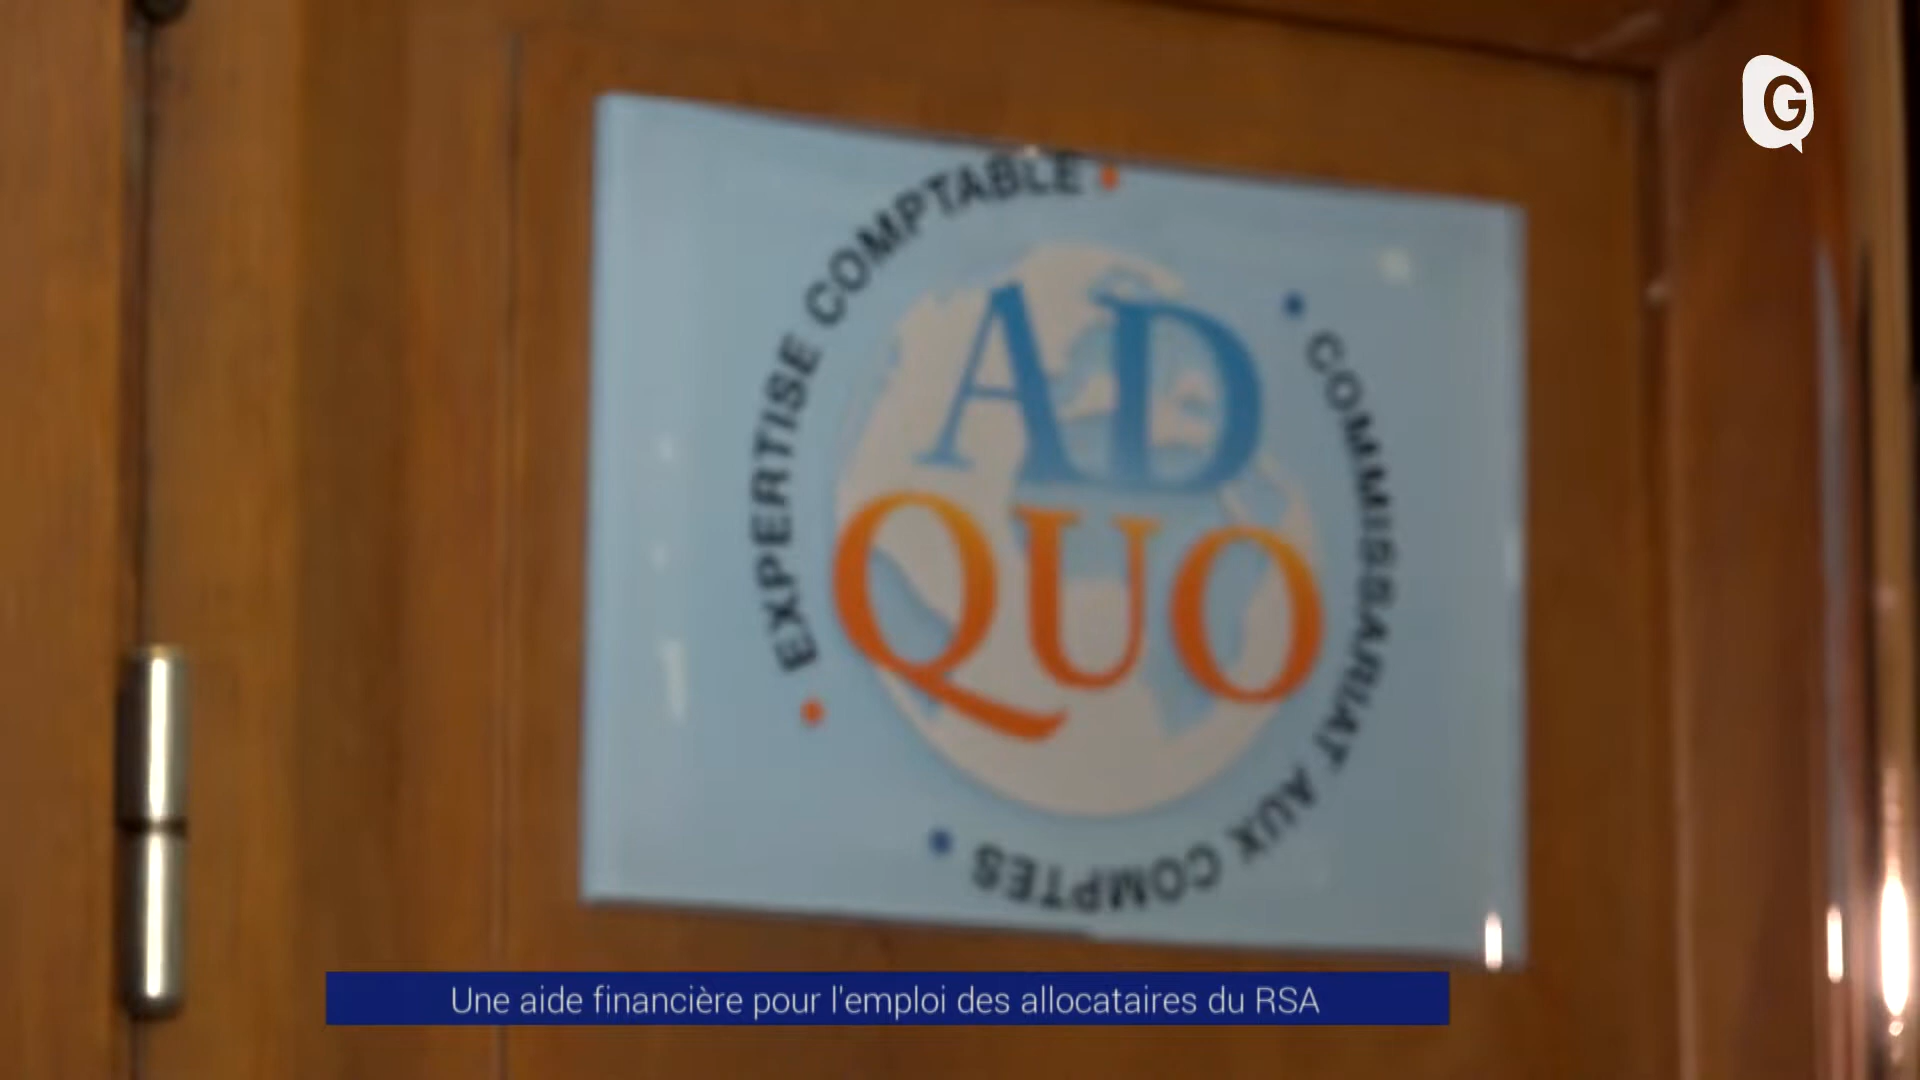 EXPERTISE COMPTABLE
COMMISSARIAT AUX COMPTES
AD
QUO
G
Une aide financière pour l'emploi des allocataires du RSA